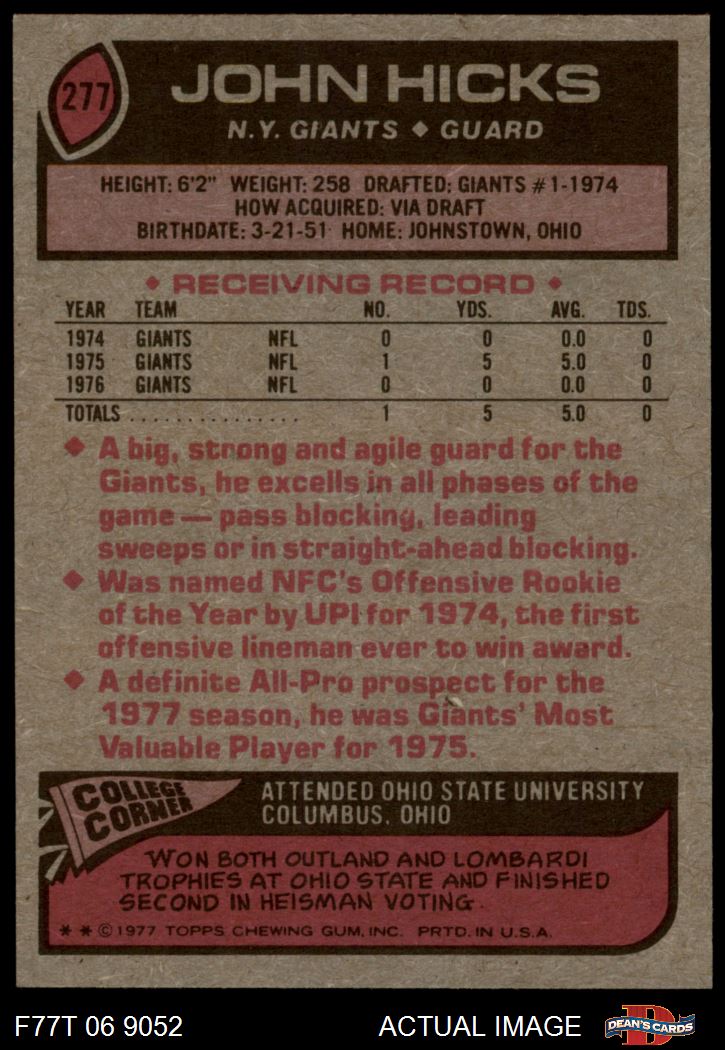 277
JOHN HICKS
N.Y. GIANTS ◆ GUARD
HEIGHT: 6'2" WEIGHT: 258 DRAFTED: GIANTS #1-1974
HOW ACQUIRED: VIA DRAFT
BIRTHDATE: 3-21-51 HOME: JOHNSTOWN, OHIO
◆ RECEIVING RECORD ◆
YEAR TEAM NO. YDS. AVG. TDS.
1974 GIANTS NFL 0 0 0.0 0
1975 GIANTS NFL 1 5 5.0 0
1976 GIANTS NFL 0 0 0.0 0
TOTALS ................ 1 5 5.0 0
◆ A big, strong and agile guard for the
Giants, he excells in all phases of the
game — pass blocking, leading
sweeps or in straight-ahead blocking.
◆ Was named NFC's Offensive Rookie
of the Year by UPI for 1974, the first
offensive lineman ever to win award.
◆ A definite All-Pro prospect for the
1977 season, he was Giants' Most
Valuable Player for 1975.
COLLEGE
CORNER
ATTENDED OHIO STATE UNIVERSITY
COLUMBUS, OHIO
WON BOTH OUTLAND AND LOMBARDI
TROPHIES AT OHIO STATE AND FINISHED
SECOND IN HEISMAN VOTING.
* * © 1977 TOPPS CHEWING GUM, INC. PRTD. IN U.S.A.
F77T 06 9052 ACTUAL IMAGE
D
DEAN'S CARDS